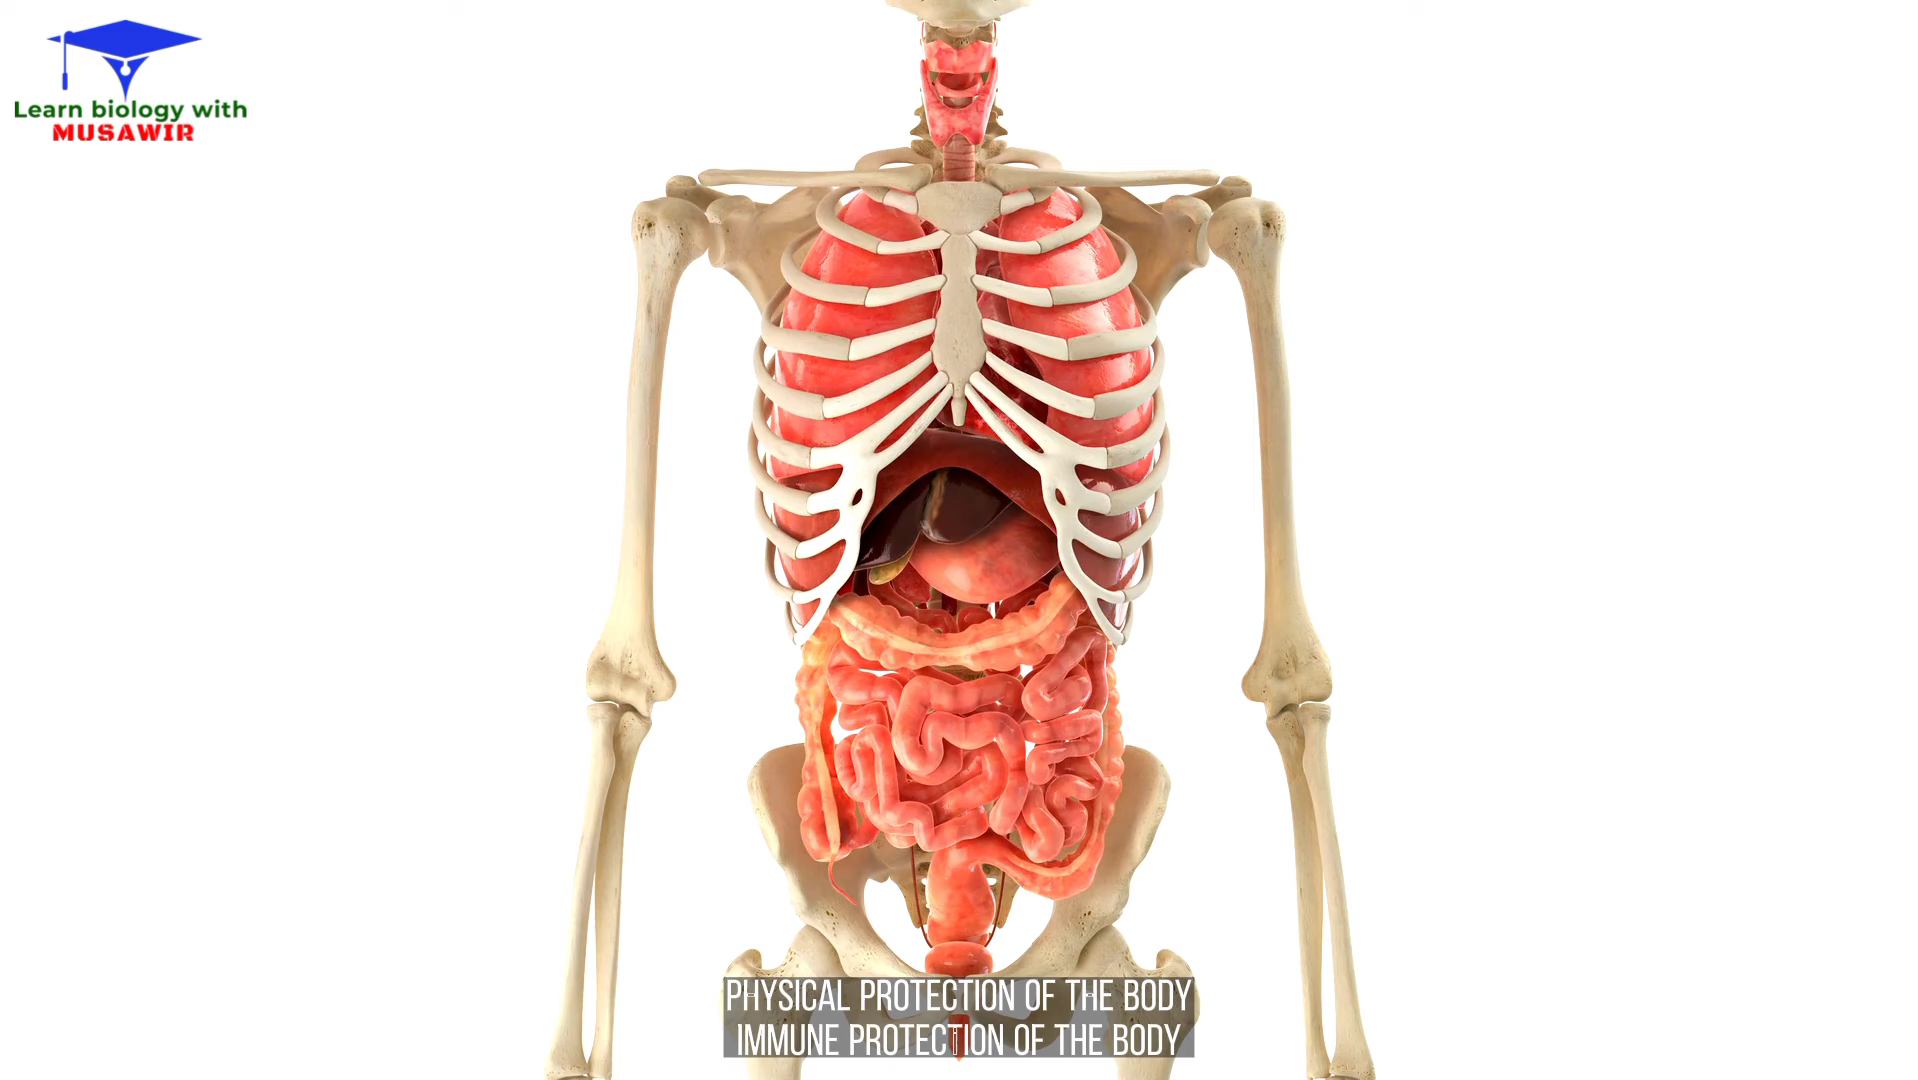 Learn biology with
MUSAWIR
PHYSICAL PROTECTION OF THE BODY
IMMUNE PROTECTION OF THE BODY